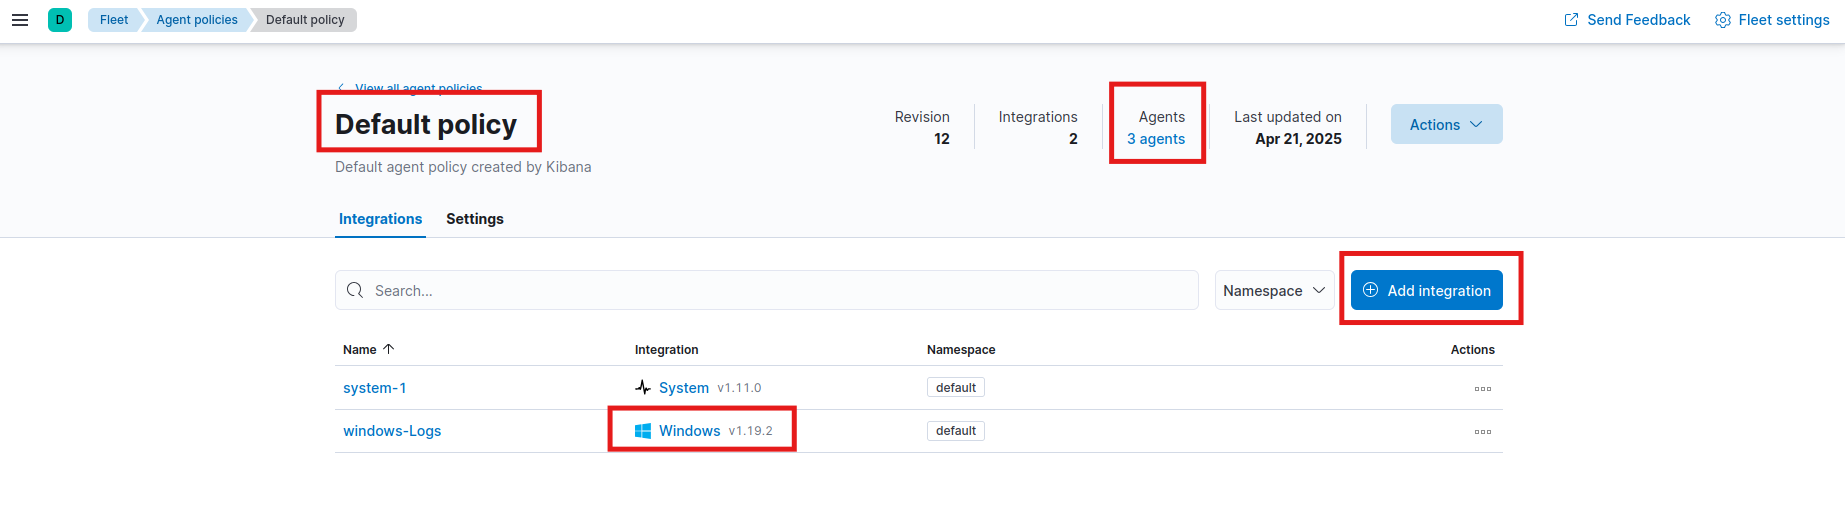 D Fleet Agent policies Default policy Send Feedback Fleet settings
View all agent policies
Default policy
Default agent policy created by Kibana
Revision
12
Integrations
2
Agents
3 agents
Last updated on
Apr 21, 2025
Actions
Integrations Settings
Search... Namespace Add integration
Name Integration Namespace Actions
system-1 System v1.11.0 default
windows-Logs Windows v1.19.2 default